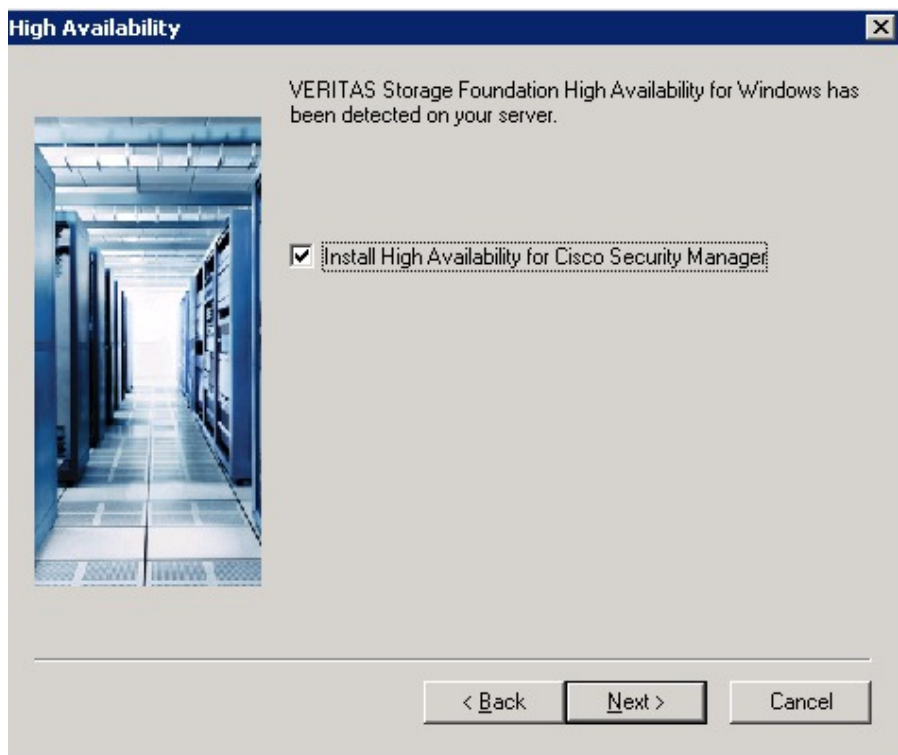 High Availability
VERITAS Storage Foundation High Availability for Windows has
been detected on your server.
Install High Availability for Cisco Security Manager
< Back
Next >
Cancel